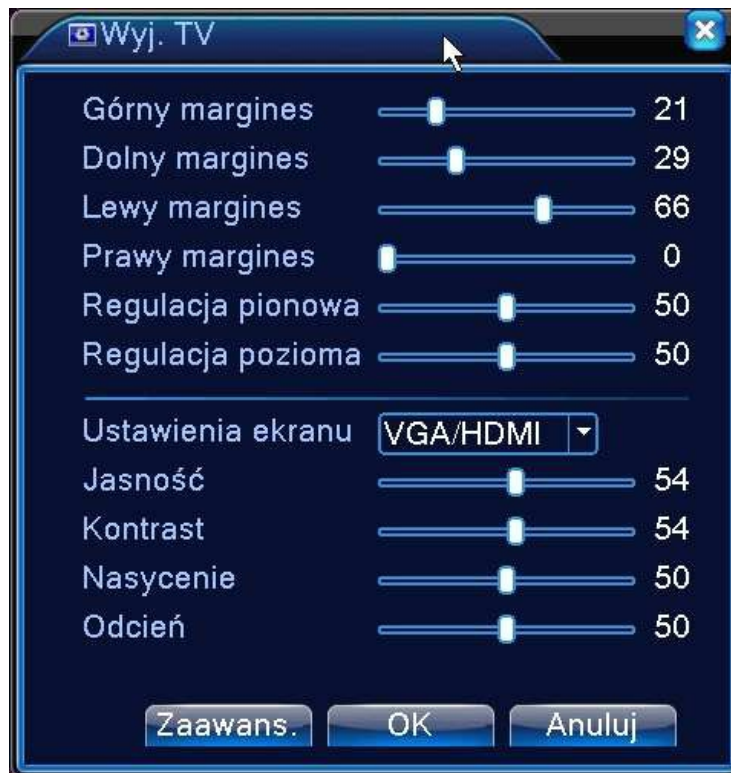 Wyj. TV
Górny margines 21
Dolny margines 29
Lewy margines 66
Prawy margines 0
Regulacja pionowa 50
Regulacja pozioma 50
Ustawienia ekranu VGA/HDMI
Jasność 54
Kontrast 54
Nasycenie 50
Odcień 50
Zaawans. OK Anuluj